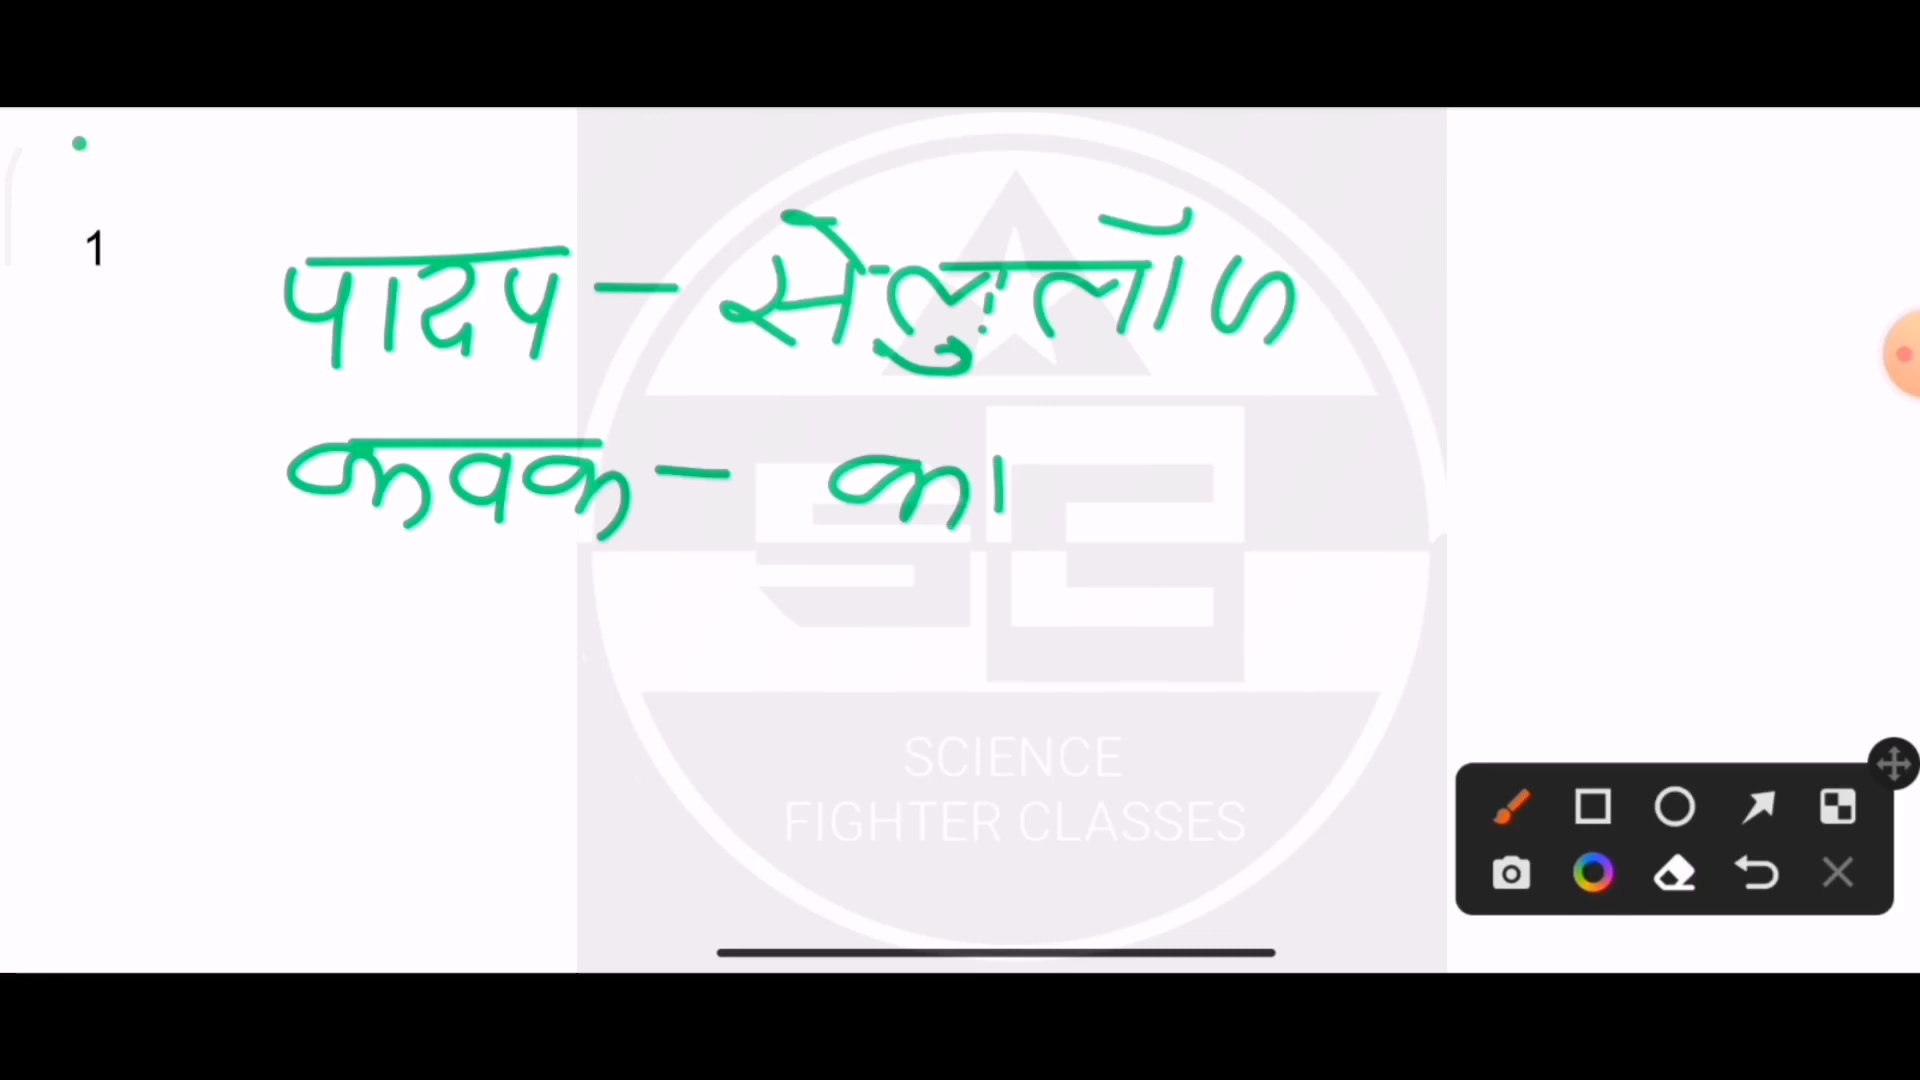 1
पादप - सेलुलॉज
कवक - का
SCIENCE
FIGHTER CLASSES